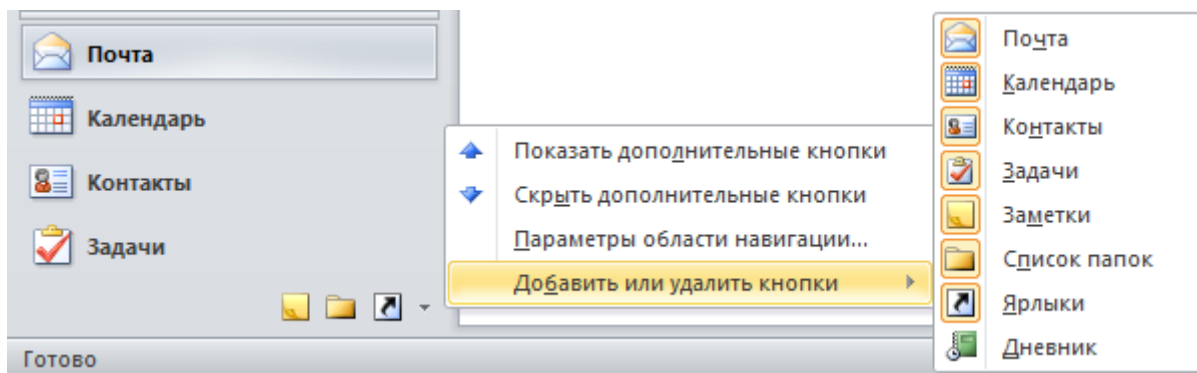 Почта
Календарь
Контакты
Задачи
Готово
Показать дополнительные кнопки
Скрыть дополнительные кнопки
Параметры области навигации...
Добавить или удалить кнопки
Почта
Календарь
Контакты
Задачи
Заметки
Список папок
Ярлыки
Дневник